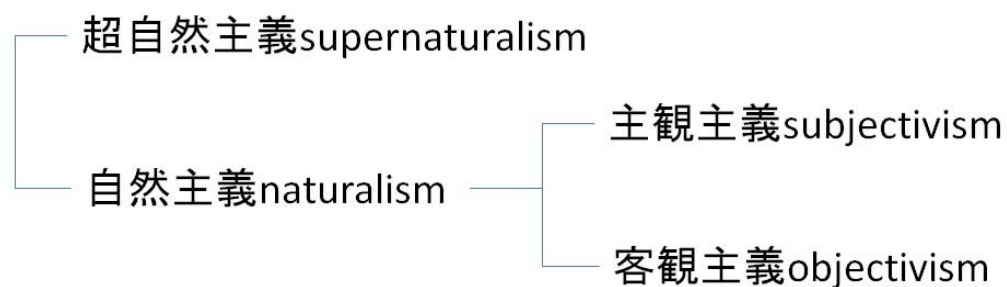 超自然主義supernaturalism
主観主義subjectivism
自然主義naturalism
客観主義objectivism